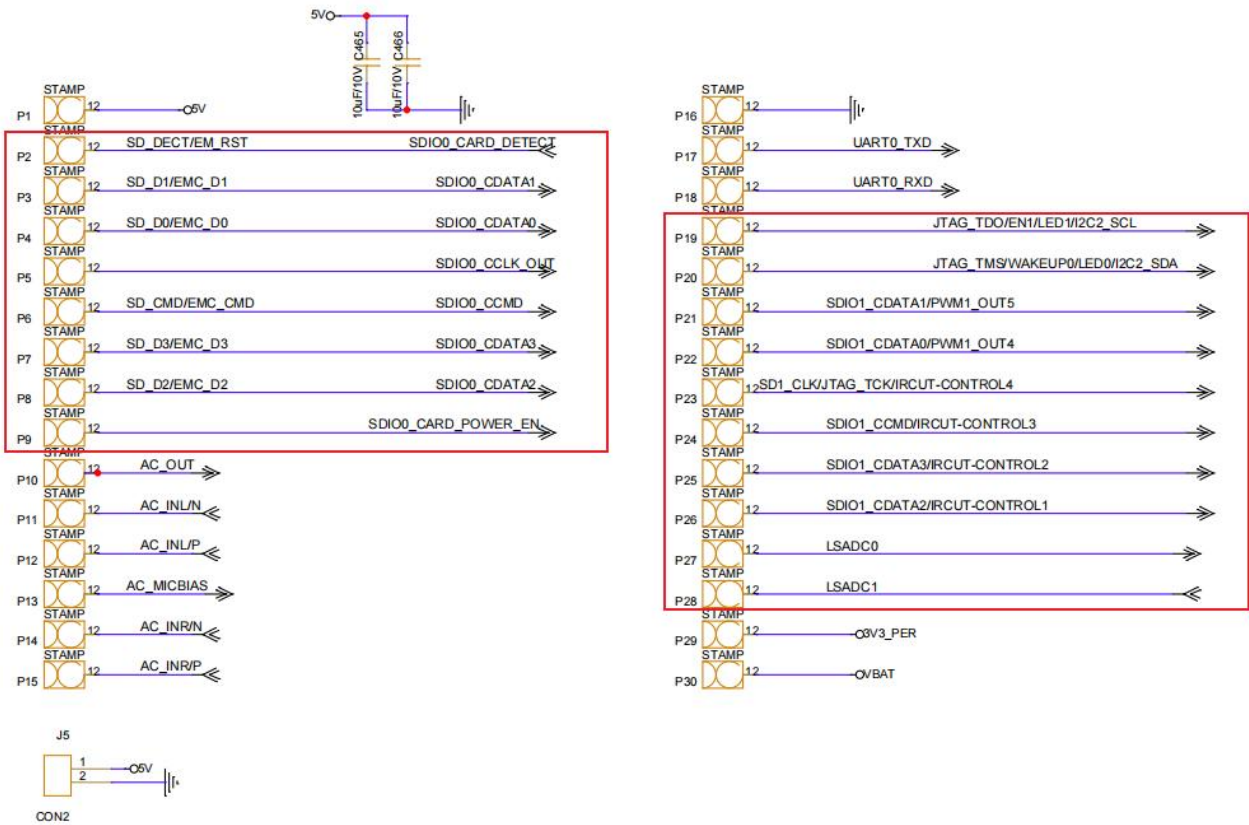 5V
10uF/10V C465
10uF/10V C466
STAMP
P1 12 5V
STAMP
P2 12 SD_DECT/EM_RST SDIO0_CARD_DETECT
STAMP
P3 12 SD_D1/EMC_D1 SDIO0_CDATA1
STAMP
P4 12 SD_D0/EMC_D0 SDIO0_CDATA0
STAMP
P5 12 SDIO0_CCLK_OUT
STAMP
P6 12 SD_CMD/EMC_CMD SDIO0_CCMD
STAMP
P7 12 SD_D3/EMC_D3 SDIO0_CDATA3
STAMP
P8 12 SD_D2/EMC_D2 SDIO0_CDATA2
STAMP
P9 12 SDIO0_CARD_POWER_EN
STAMP
P10 12 AC_OUT
STAMP
P11 12 AC_INL/N
STAMP
P12 12 AC_INL/P
STAMP
P13 12 AC_MICBIAS
STAMP
P14 12 AC_INR/N
STAMP
P15 12 AC_INR/P
J5
1 5V
2
CON2
STAMP
P16 12
STAMP
P17 12 UART0_TXD
STAMP
P18 12 UART0_RXD
STAMP
P19 12 JTAG_TDO/EN1/LED1/I2C2_SCL
STAMP
P20 12 JTAG_TMS/WAKEUP0/LED0/I2C2_SDA
STAMP
P21 12 SDIO1_CDATA1/PWM1_OUT5
STAMP
P22 12 SDIO1_CDATA0/PWM1_OUT4
STAMP
P23 12 SD1_CLK/JTAG_TCK/IRCUT-CONTROL4
STAMP
P24 12 SDIO1_CCMD/IRCUT-CONTROL3
STAMP
P25 12 SDIO1_CDATA3/IRCUT-CONTROL2
STAMP
P26 12 SDIO1_CDATA2/IRCUT-CONTROL1
STAMP
P27 12 LSADC0
STAMP
P28 12 LSADC1
STAMP
P29 12 3V3_PER
STAMP
P30 12 VBAT